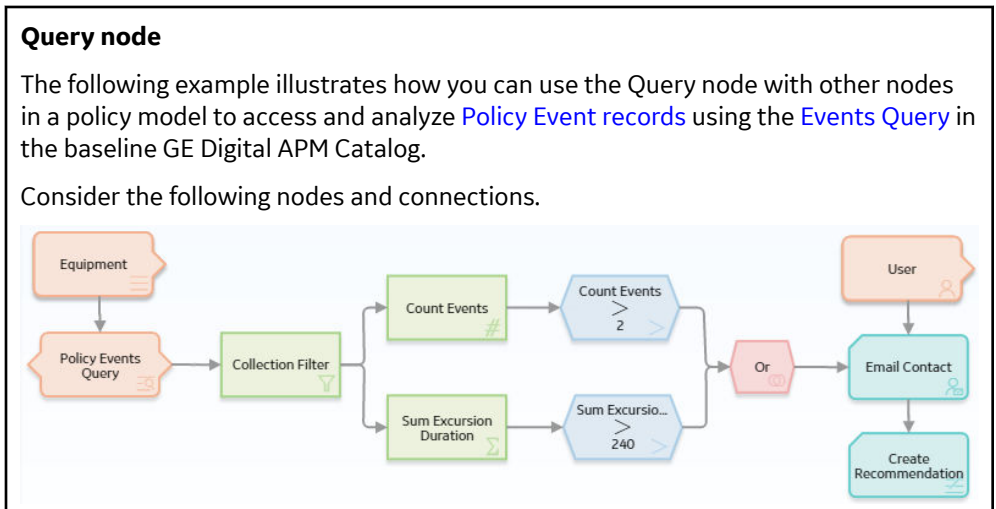 Query node
The following example illustrates how you can use the Query node with other nodes
in a policy model to access and analyze Policy Event records using the Events Query in
the baseline GE Digital APM Catalog.
Consider the following nodes and connections.
Equipment
Policy Events
Query
Collection Filter
Count Events
#
Count Events
>
2
>
Sum Excursion
Duration
Σ
Sum Excursio...
>
240
>
Or
User
Email Contact
Create
Recommendation